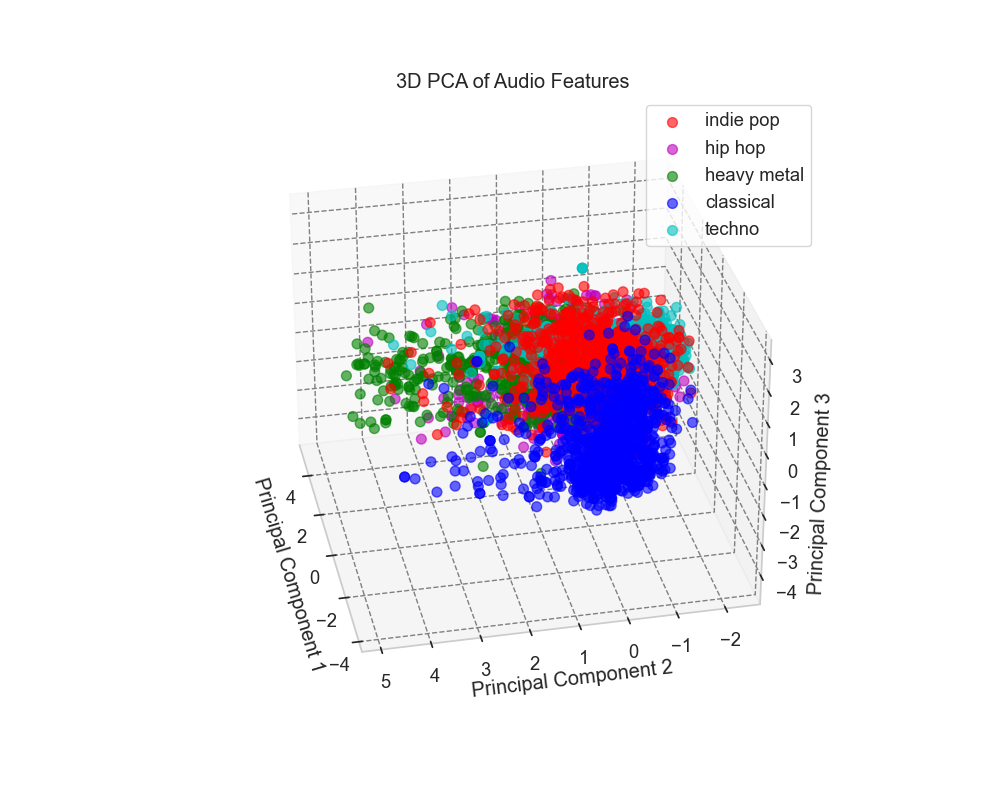 3D PCA of Audio Features
indie pop
hip hop
heavy metal
classical
techno
4
2
0
−2
−4
Principal Component 1
5
4
3
2
1
0
−1
−2
Principal Component 2
3
2
1
0
−1
−2
−3
−4
Principal Component 3